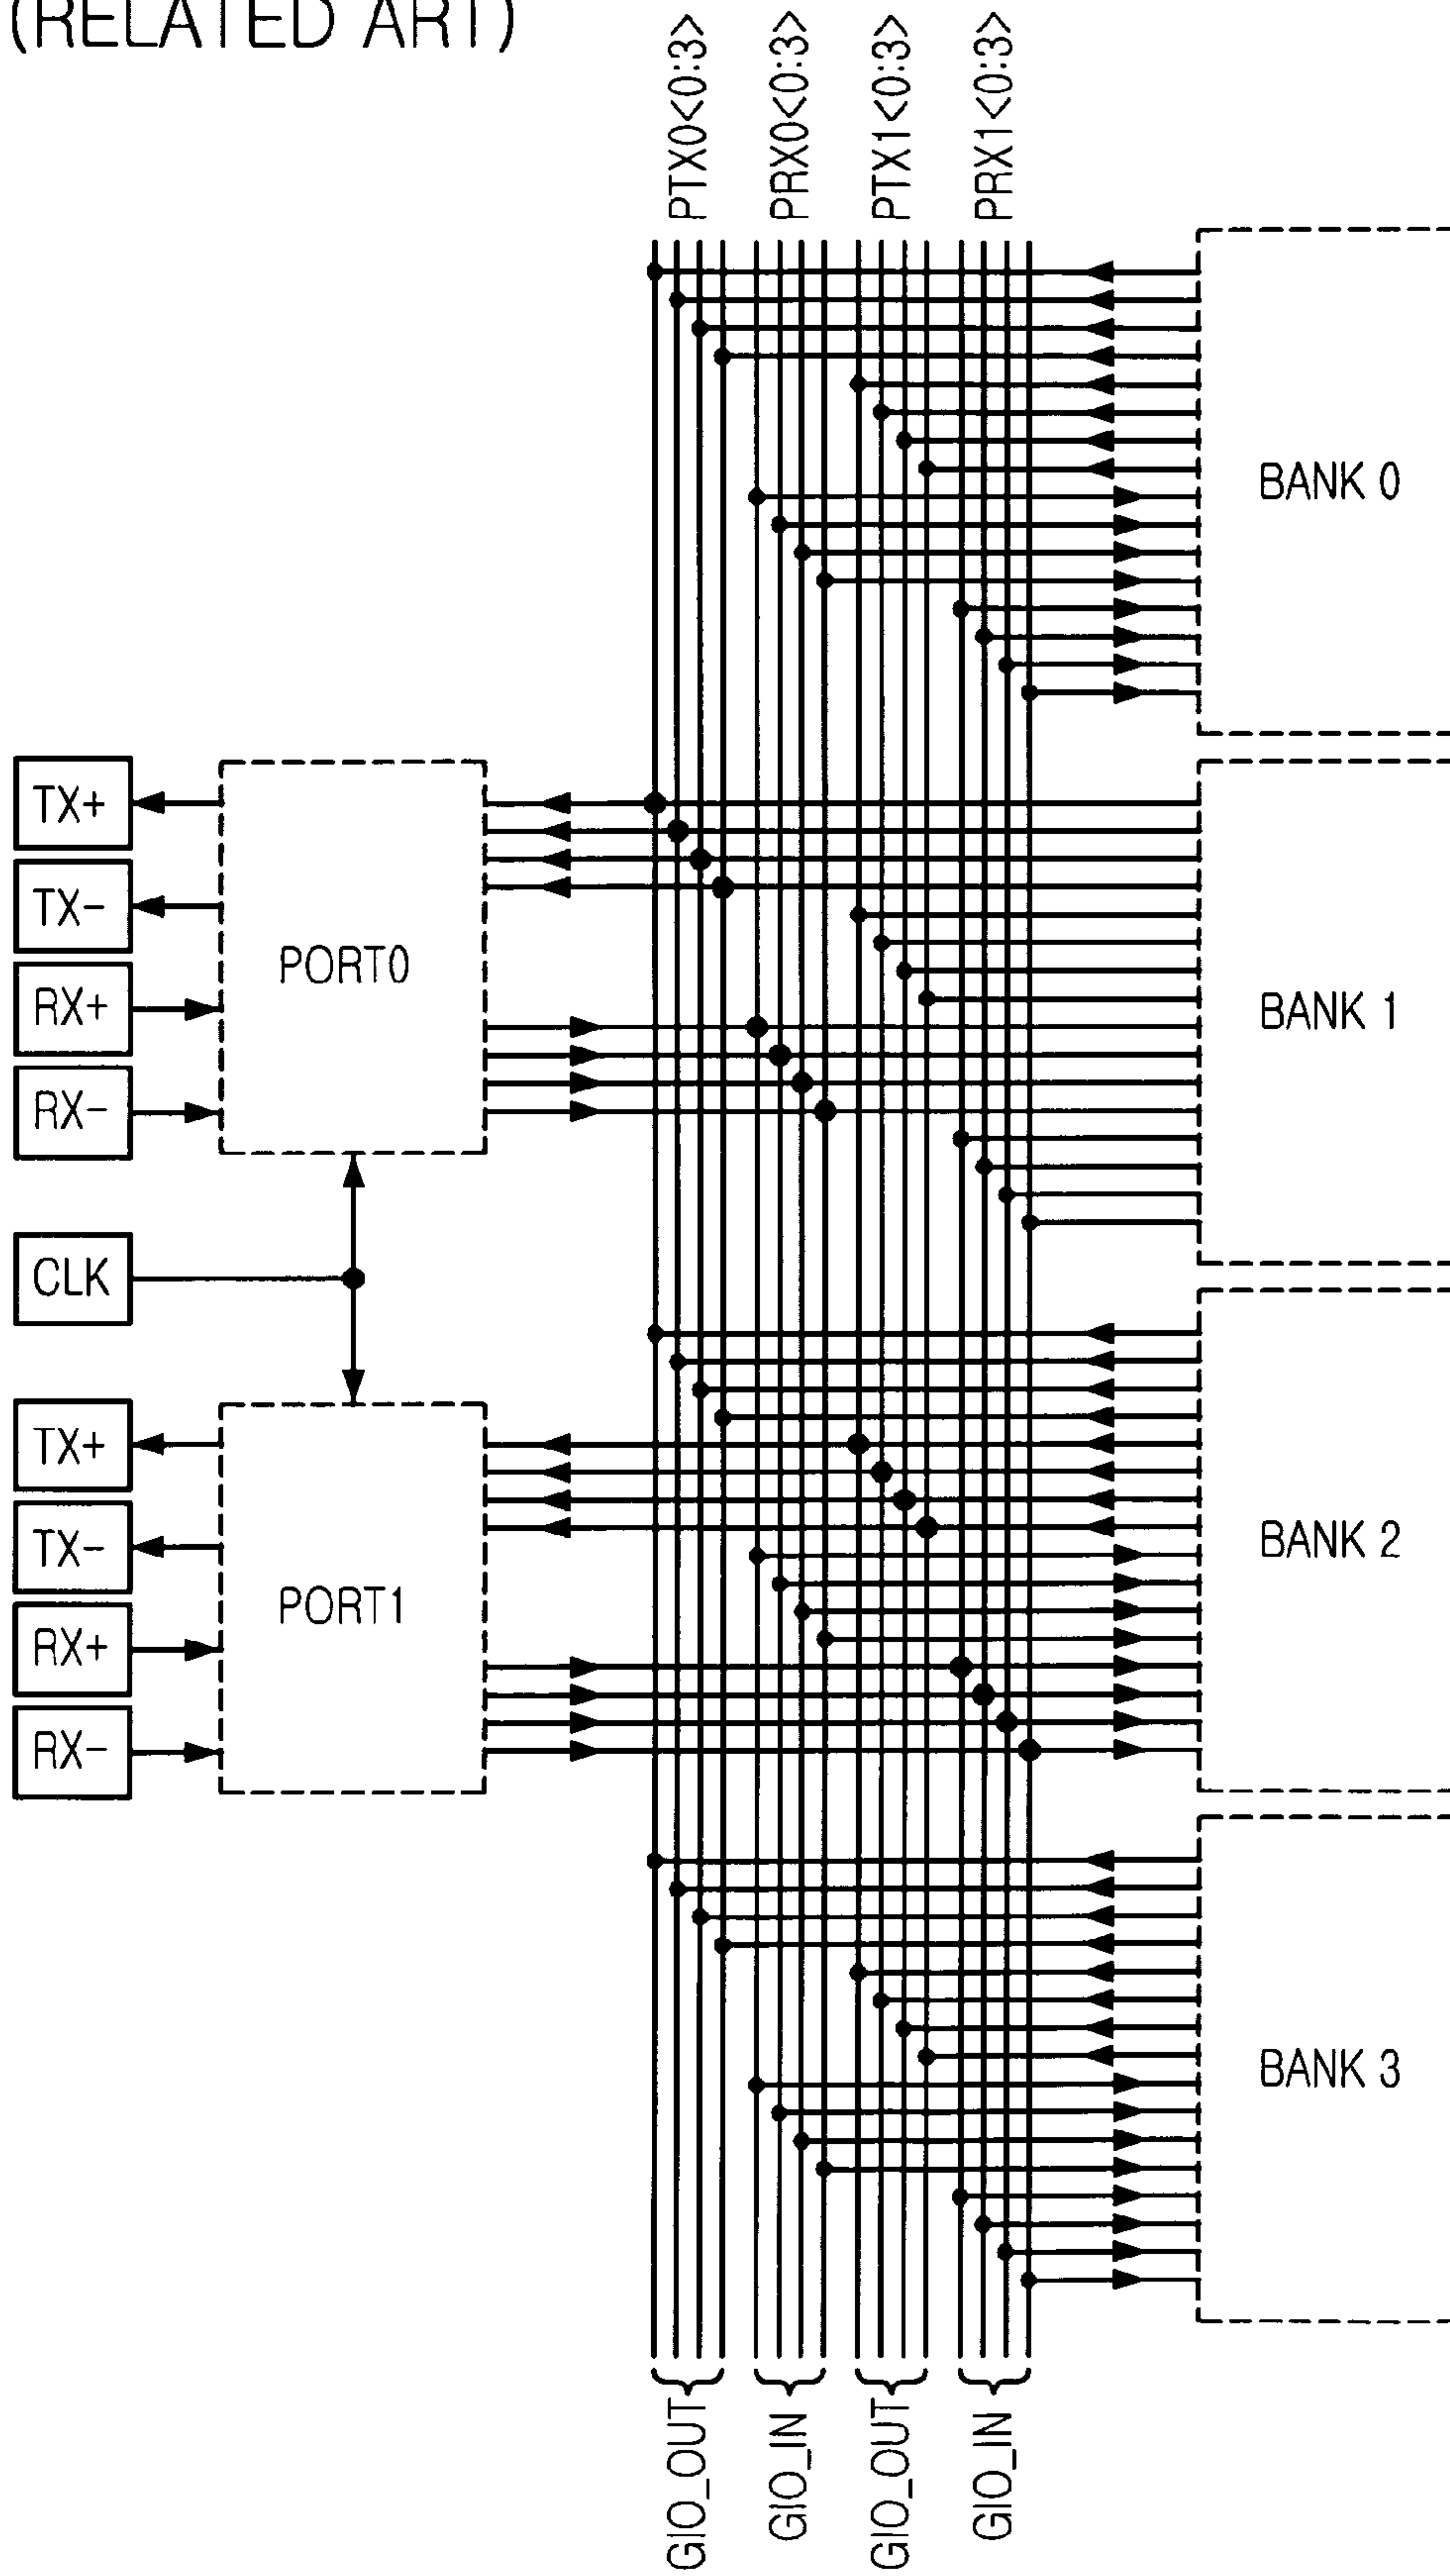 (RELATED ART)
PTX0<0:3>
PRX0<0:3>
PTX1<0:3>
PRX1<0:3>
BANK 0
TX+
TX-
RX+
RX-
PORT0
BANK 1
CLK
TX+
TX-
RX+
RX-
PORT1
BANK 2
BANK 3
GIO_OUT
GIO_IN
GIO_OUT
GIO_IN